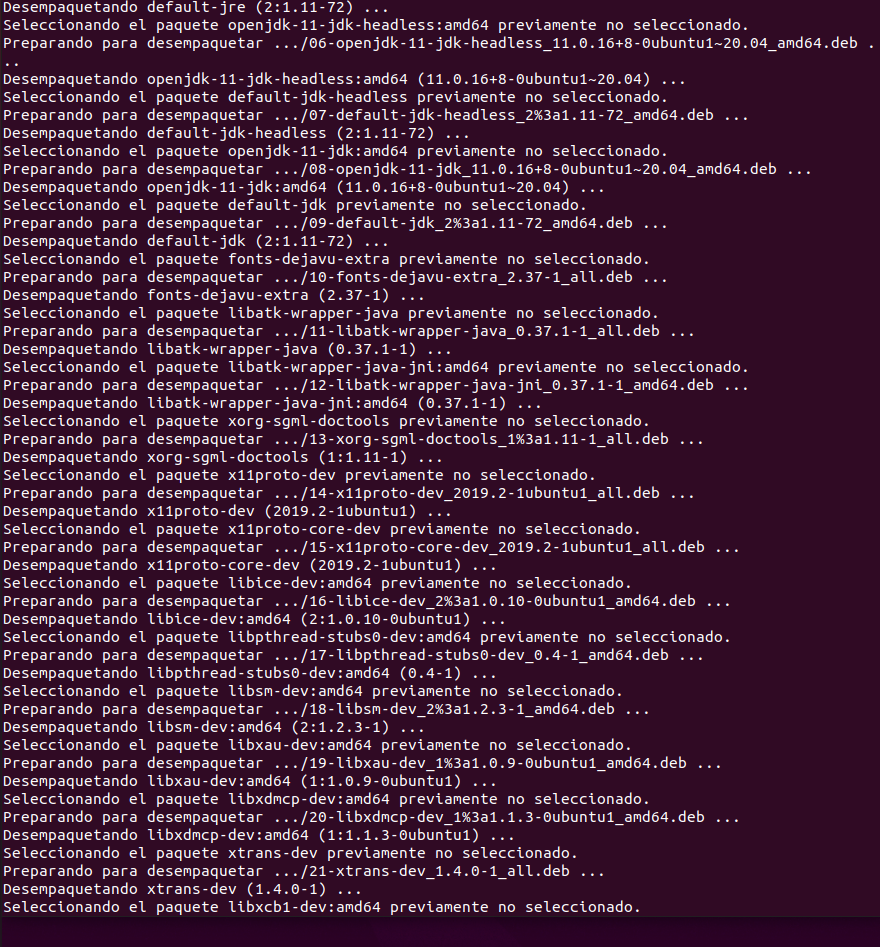 Desempaquetando default-jre (2:1.11-72) ...
Seleccionando el paquete openjdk-11-jdk-headless:amd64 previamente no seleccionado.
Preparando para desempaquetar .../06-openjdk-11-jdk-headless_11.0.16+8-0ubuntu1~20.04_amd64.deb .
..
Desempaquetando openjdk-11-jdk-headless:amd64 (11.0.16+8-0ubuntu1~20.04) ...
Seleccionando el paquete default-jdk-headless previamente no seleccionado.
Preparando para desempaquetar .../07-default-jdk-headless_2%3a1.11-72_amd64.deb ...
Desempaquetando default-jdk-headless (2:1.11-72) ...
Seleccionando el paquete openjdk-11-jdk:amd64 previamente no seleccionado.
Preparando para desempaquetar .../08-openjdk-11-jdk_11.0.16+8-0ubuntu1~20.04_amd64.deb ...
Desempaquetando openjdk-11-jdk:amd64 (11.0.16+8-0ubuntu1~20.04) ...
Seleccionando el paquete default-jdk previamente no seleccionado.
Preparando para desempaquetar .../09-default-jdk_2%3a1.11-72_amd64.deb ...
Desempaquetando default-jdk (2:1.11-72) ...
Seleccionando el paquete fonts-dejavu-extra previamente no seleccionado.
Preparando para desempaquetar .../10-fonts-dejavu-extra_2.37-1_all.deb ...
Desempaquetando fonts-dejavu-extra (2.37-1) ...
Seleccionando el paquete libatk-wrapper-java previamente no seleccionado.
Preparando para desempaquetar .../11-libatk-wrapper-java_0.37.1-1_all.deb ...
Desempaquetando libatk-wrapper-java (0.37.1-1) ...
Seleccionando el paquete libatk-wrapper-java-jni:amd64 previamente no seleccionado.
Preparando para desempaquetar .../12-libatk-wrapper-java-jni_0.37.1-1_amd64.deb ...
Desempaquetando libatk-wrapper-java-jni:amd64 (0.37.1-1) ...
Seleccionando el paquete xorg-sgml-doctools previamente no seleccionado.
Preparando para desempaquetar .../13-xorg-sgml-doctools_1%3a1.11-1_all.deb ...
Desempaquetando xorg-sgml-doctools (1:1.11-1) ...
Seleccionando el paquete x11proto-dev previamente no seleccionado.
Preparando para desempaquetar .../14-x11proto-dev_2019.2-1ubuntu1_all.deb ...
Desempaquetando x11proto-dev (2019.2-1ubuntu1) ...
Seleccionando el paquete x11proto-core-dev previamente no seleccionado.
Preparando para desempaquetar .../15-x11proto-core-dev_2019.2-1ubuntu1_all.deb ...
Desempaquetando x11proto-core-dev (2019.2-1ubuntu1) ...
Seleccionando el paquete libice-dev:amd64 previamente no seleccionado.
Preparando para desempaquetar .../16-libice-dev_2%3a1.0.10-0ubuntu1_amd64.deb ...
Desempaquetando libice-dev:amd64 (2:1.0.10-0ubuntu1) ...
Seleccionando el paquete libpthread-stubs0-dev:amd64 previamente no seleccionado.
Preparando para desempaquetar .../17-libpthread-stubs0-dev_0.4-1_amd64.deb ...
Desempaquetando libpthread-stubs0-dev:amd64 (0.4-1) ...
Seleccionando el paquete libsm-dev:amd64 previamente no seleccionado.
Preparando para desempaquetar .../18-libsm-dev_2%3a1.2.3-1_amd64.deb ...
Desempaquetando libsm-dev:amd64 (2:1.2.3-1) ...
Seleccionando el paquete libxau-dev:amd64 previamente no seleccionado.
Preparando para desempaquetar .../19-libxau-dev_1%3a1.0.9-0ubuntu1_amd64.deb ...
Desempaquetando libxau-dev:amd64 (1:1.0.9-0ubuntu1) ...
Seleccionando el paquete libxdmcp-dev:amd64 previamente no seleccionado.
Preparando para desempaquetar .../20-libxdmcp-dev_1%3a1.1.3-0ubuntu1_amd64.deb ...
Desempaquetando libxdmcp-dev:amd64 (1:1.1.3-0ubuntu1) ...
Seleccionando el paquete xtrans-dev previamente no seleccionado.
Preparando para desempaquetar .../21-xtrans-dev_1.4.0-1_all.deb ...
Desempaquetando xtrans-dev (1.4.0-1) ...
Seleccionando el paquete libxcb1-dev:amd64 previamente no seleccionado.